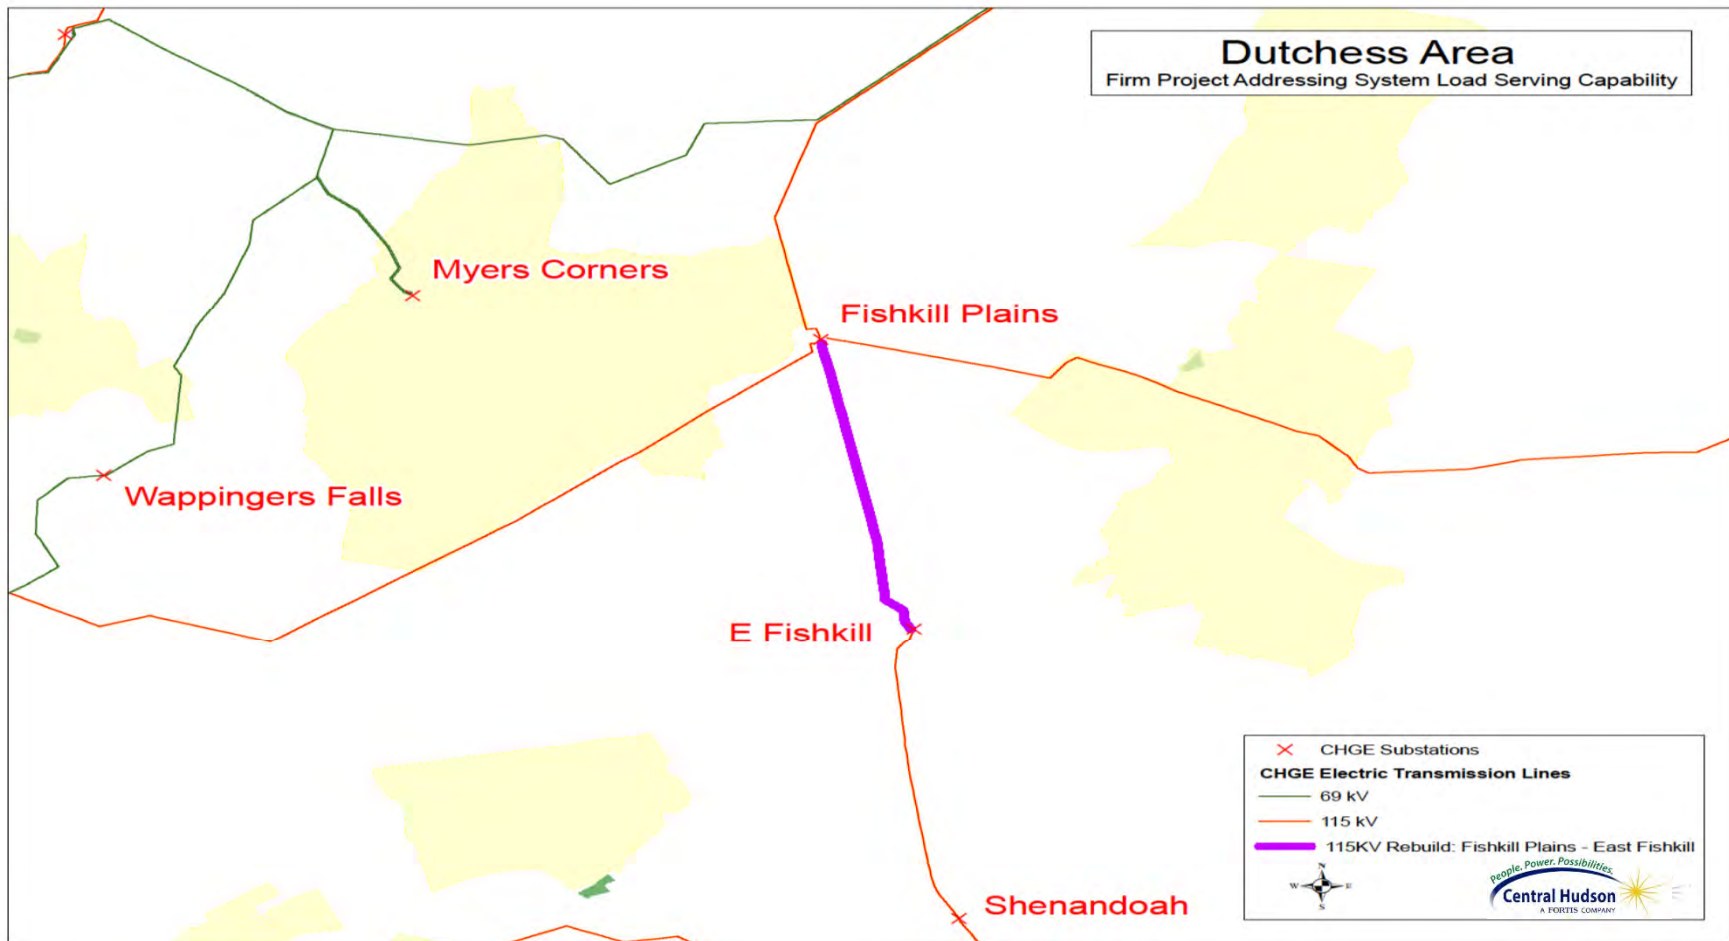 Dutchess Area
Firm Project Addressing System Load Serving Capability
Myers Corners
Fishkill Plains
Wappingers Falls
E Fishkill
Shenandoah
CHGE Substations
CHGE Electric Transmission Lines
69 kV
115 kV
115KV Rebuild: Fishkill Plains - East Fishkill
N
W E
S
People. Power. Possibilities.
Central Hudson
A FORTIS COMPANY